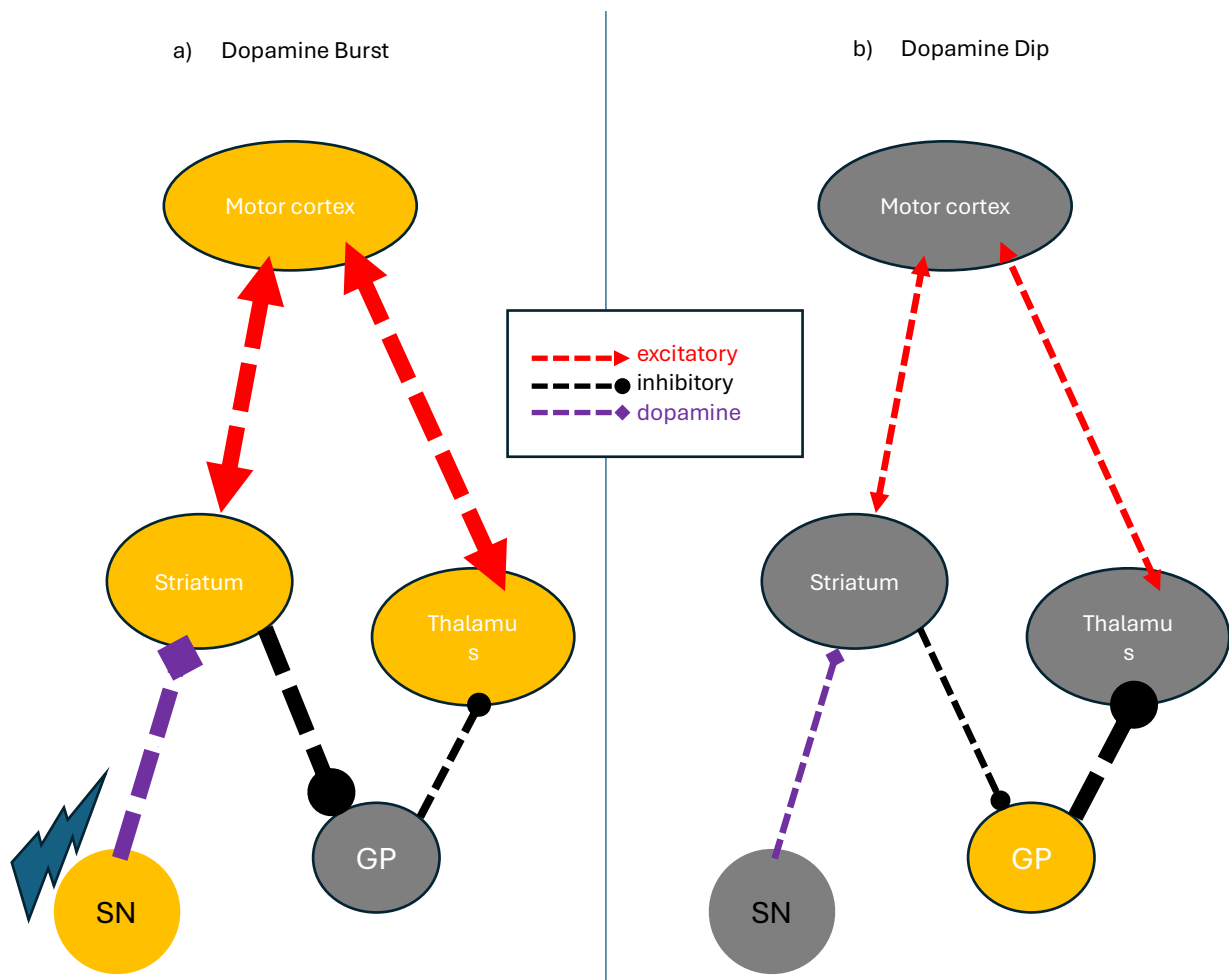 a) Dopamine Burst
Motor cortex
Striatum
Thalamu
s
GP
SN
excitatory
inhibitory
dopamine
b) Dopamine Dip
Motor cortex
Striatum
Thalamu
s
GP
SN